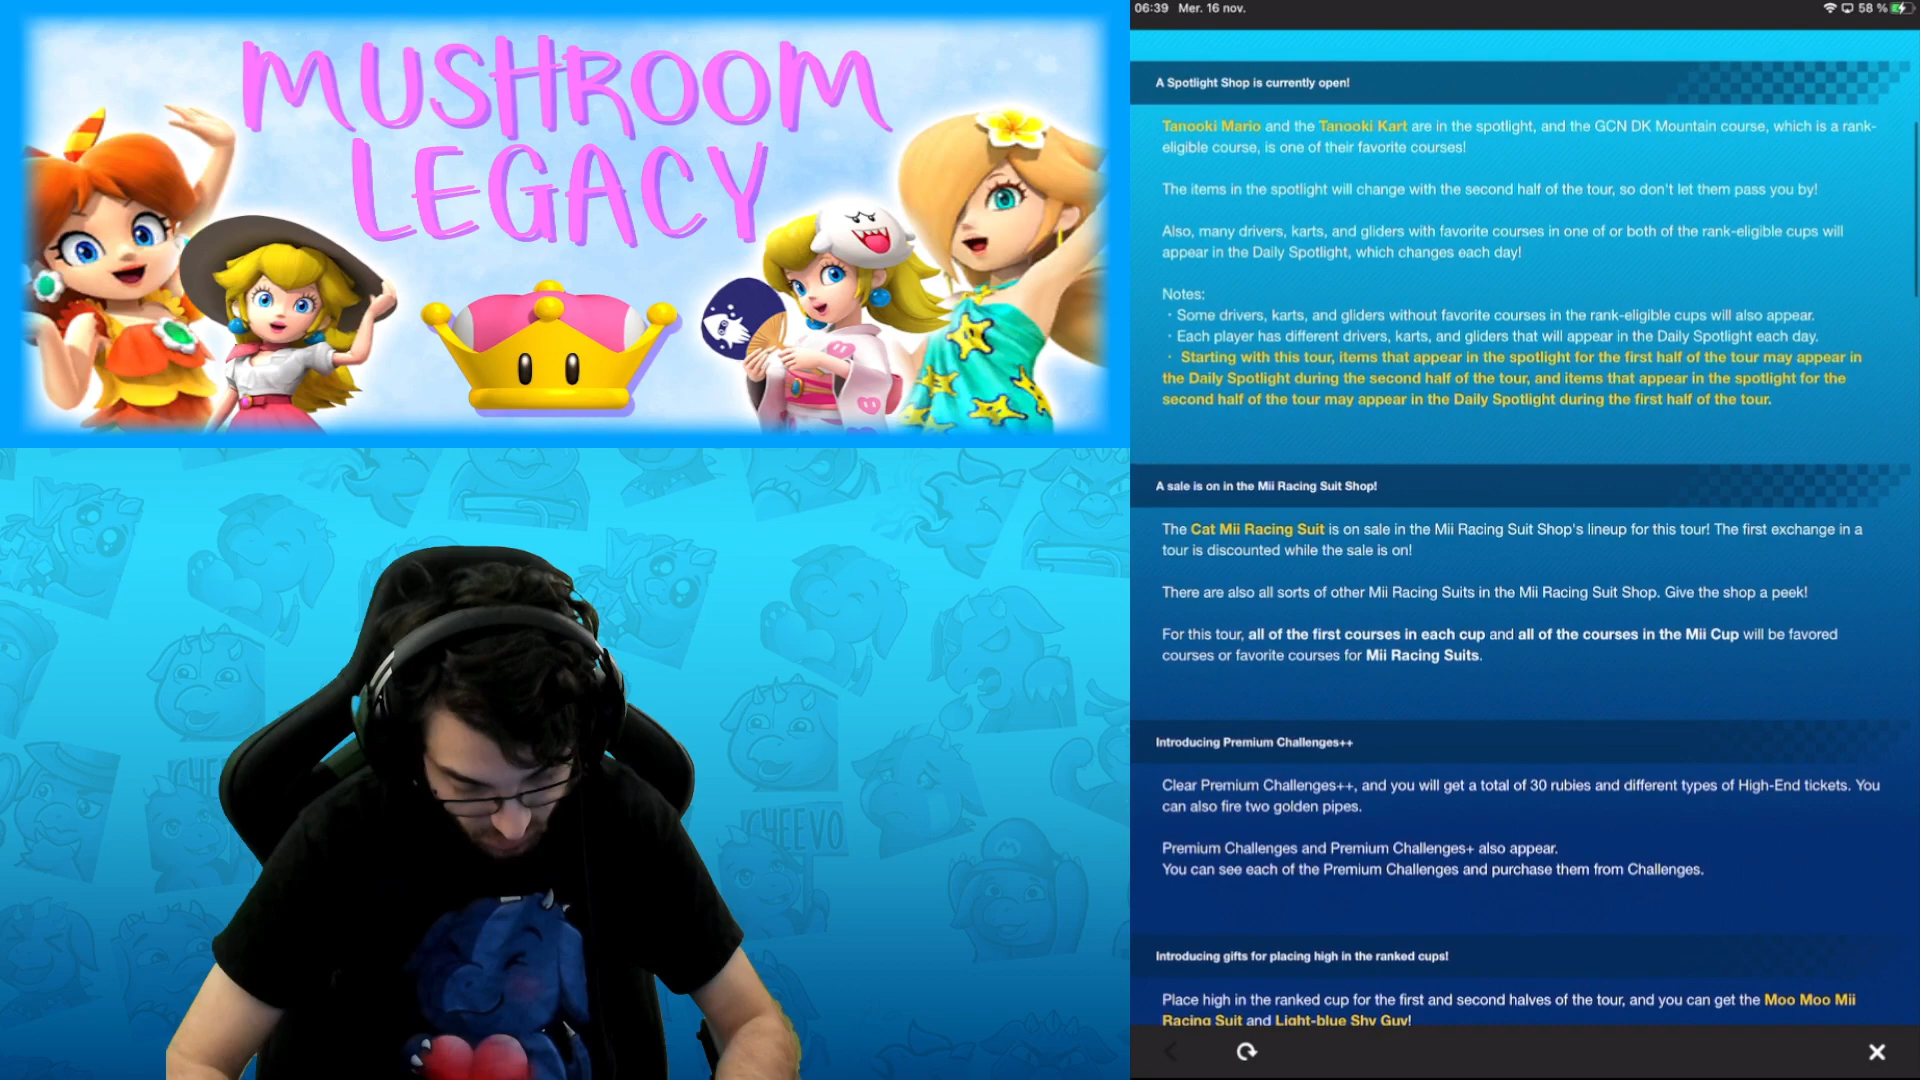 MUSHROOM
LEGACY
06:39 Mer. 16 nov.
58 %
A Spotlight Shop is currently open!
Tanooki Mario and the Tanooki Kart are in the spotlight, and the GCN DK Mountain course, which is a rank-
eligible course, is one of their favorite courses!
The items in the spotlight will change with the second half of the tour, so don't let them pass you by!
Also, many drivers, karts, and gliders with favorite courses in one of or both of the rank-eligible cups will
appear in the Daily Spotlight, which changes each day!
Notes:
・Some drivers, karts, and gliders without favorite courses in the rank-eligible cups will also appear.
・Each player has different drivers, karts, and gliders that will appear in the Daily Spotlight each day.
・ Starting with this tour, items that appear in the spotlight for the first half of the tour may appear in
the Daily Spotlight during the second half of the tour, and items that appear in the spotlight for the
second half of the tour may appear in the Daily Spotlight during the first half of the tour.
A sale is on in the Mii Racing Suit Shop!
The Cat Mii Racing Suit is on sale in the Mii Racing Suit Shop's lineup for this tour! The first exchange in a
tour is discounted while the sale is on!
There are also all sorts of other Mii Racing Suits in the Mii Racing Suit Shop. Give the shop a peek!
For this tour, all of the first courses in each cup and all of the courses in the Mii Cup will be favored
courses or favorite courses for Mii Racing Suits.
Introducing Premium Challenges++
Clear Premium Challenges++, and you will get a total of 30 rubies and different types of High-End tickets. You
can also fire two golden pipes.
Premium Challenges and Premium Challenges+ also appear.
You can see each of the Premium Challenges and purchase them from Challenges.
Introducing gifts for placing high in the ranked cups!
Place high in the ranked cup for the first and second halves of the tour, and you can get the Moo Moo Mii
Racing Suit and Light-blue Shy Guy!
CHEEVO